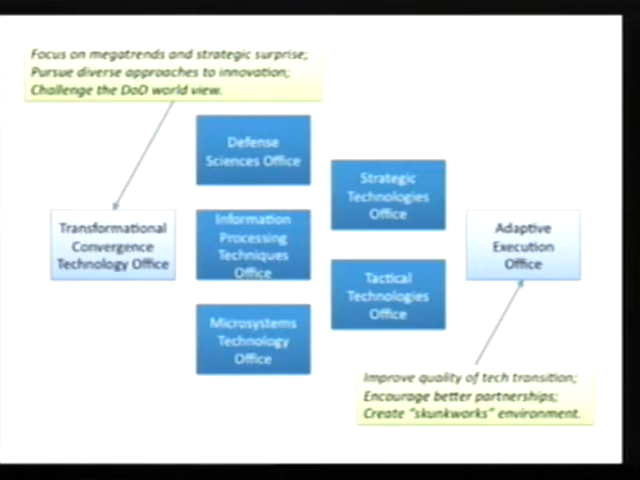 Focus on megatrends and strategic surprise;
Pursue diverse approaches to innovation;
Challenge the DoD world view.
Defense
Sciences Office
Strategic
Technologies
Office
Transformational
Convergence
Technology Office
Information
Processing
Techniques
Office
Adaptive
Execution
Office
Tactical
Technologies
Office
Microsystems
Technology
Office
Improve quality of tech transition;
Encourage better partnerships;
Create "skunkworks" environment.